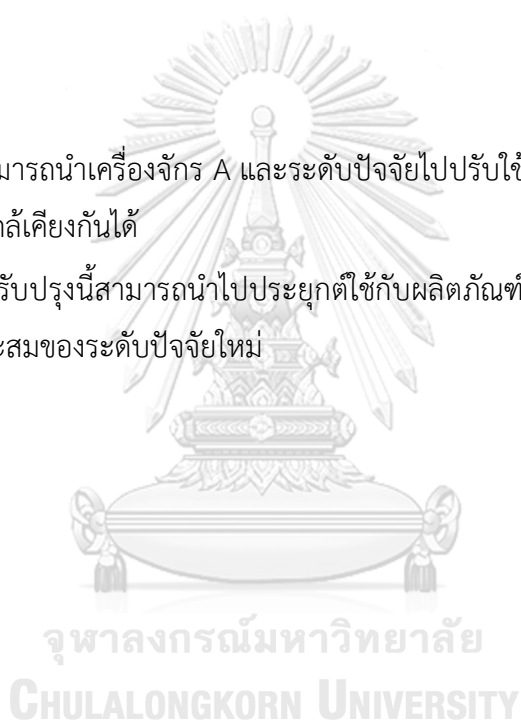 มารถนำเครื่องจักร A และระดับปัจจัยไปปรับใช้
ล้เคียงกันได้
รับปรุงนี้สามารถนำไปประยุกต์ใช้กับผลิตภัณฑ์
ะสมของระดับปัจจัยใหม่
จุฬาลงกรณ์มหาวิทยาลัย
CHULALONGKORN UNIVERSITY